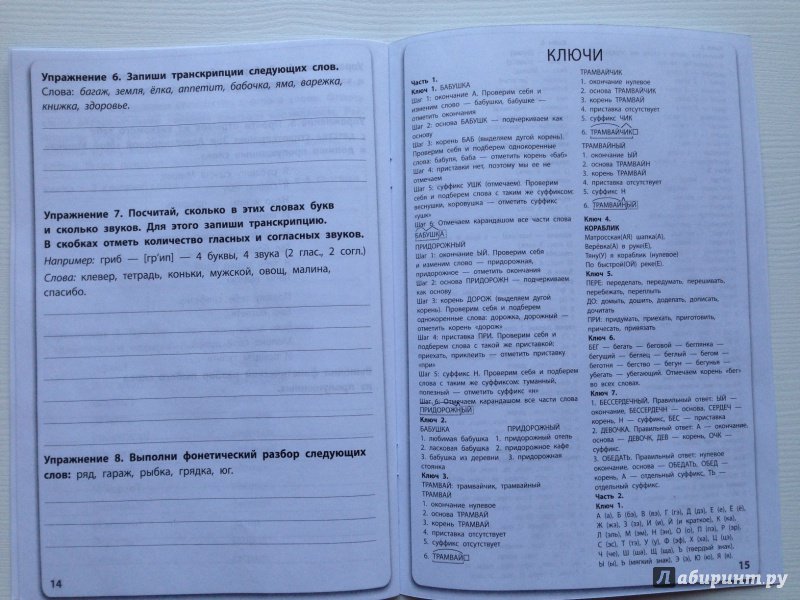 Упражнение 6. Запиши транскрипции следующих слов.
Слова: багаж, земля, ёлка, аппетит, бабочка, яма, варежка,
книжка, здоровье.
Упражнение 7. Посчитай, сколько в этих словах букв
и сколько звуков. Для этого запиши транскрипцию.
В скобках отметь количество гласных и согласных звуков.
Например: гриб — [гр'ип] — 4 буквы, 4 звука (2 глас., 2 согл.)
Слова: клевер, тетрадь, коньки, мужской, овощ, малина,
спасибо.
Упражнение 8. Выполни фонетический разбор следующих
слов: ряд, гараж, рыбка, грядка, юг.
14
КЛЮЧИ
Часть 1.
Ключ 1. БАБУШКА
Шаг 1: окончание А. Проверим себя и
изменим слово — бабушки, бабушке —
отметить окончания
Шаг 2: основа БАБУШК — подчеркиваем как
основу
Шаг 3: корень БАБ (выделяем дугой корень).
Проверим себя и подберем однокоренные
слова: бабуля, баба — отметить корень «баб»
Шаг 4: приставки нет, поэтому мы ее не
отмечаем
Шаг 5: суффикс УШК (отмечаем). Проверим
себя и подберем слова с таким же суффиксом:
веснушки, коровушка — отметить суффикс
«ушк»
Шаг 6: Отмечаем карандашом все части слова
БАБУШКА
ПРИДОРОЖНЫЙ
Шаг 1: окончание ЫЙ. Проверим себя
и изменим слово — придорожная,
придорожное — отметить окончания
Шаг 2: основа ПРИДОРОЖН — подчеркиваем
как основу
Шаг 3: корень ДОРОЖ (выделяем дугой
корень). Проверим себя и подберем
однокоренные слова: дорожка, дорожный —
отметить корень «дорож»
Шаг 4: приставка ПРИ. Проверим себя и
подберем слова с такой же приставкой:
приехать, приклеить — отметить приставку
«при»
Шаг 5: суффикс Н. Проверим себя и подберем
слова с таким же суффиксом: туманный,
полезный — отметить суффикс «н»
Шаг 6: Отмечаем карандашом все части слова
ПРИДОРОЖНЫЙ
Ключ 2.
БАБУШКА ПРИДОРОЖНЫЙ
1. любимая бабушка 1. придорожный отель
2. ласковая бабушка 2. придорожное кафе
3. бабушка из деревни 3. придорожная
стоянка
Ключ 3.
ТРАМВАЙ: трамвайчик, трамвайный
ТРАМВАЙ
1. окончание нулевое
2. основа ТРАМВАЙ
3. корень ТРАМВАЙ
4. приставка отсутствует
5. суффикс отсутствует
6. ТРАМВАЙ
ТРАМВАЙЧИК
1. окончание нулевое
2. основа ТРАМВАЙЧИК
3. корень ТРАМВАЙ
4. приставка отсутствует
5. суффикс ЧИК
6. ТРАМВАЙЧИК
ТРАМВАЙНЫЙ
1. окончание ЫЙ
2. основа ТРАМВАЙН
3. корень ТРАМВАЙ
4. приставка отсутствует
5. суффикс Н
6. ТРАМВАЙНЫЙ
Ключ 4.
КОРАБЛИК
Матросская(АЯ) шапка(А),
Верёвка(А) в руке(Е),
Тяну(У) я кораблик (нулевое)
По быстрой(ОЙ) реке(Е).
Ключ 5.
ПЕРЕ: переделать, передумать, перешивать,
перебежать, переплыть
ДО: домыть, дошить, доделать, дописать,
дочитать
ПРИ: придумать, приехать, приготовить,
причесать, привязать
Ключ 6.
БЕГ — бегать — беговой — беглянка —
бегущий — беглец — беглый — бегом —
беготня — бегство — бегун — бегунья —
убегать — убегающий. Отмечаем корень «бег»
во всех словах.
Ключ 7.
1. БЕССЕРДЕЧНЫЙ. Правильный ответ: ЫЙ —
окончание, БЕССЕРДЕЧН — основа, СЕРДЕЧ —
корень, Н — суффикс, БЕС — приставка
2. ДЕВОЧКА. Правильный ответ: А — окончание,
основа — ДЕВОЧК, ДЕВ — корень, ОЧК —
суффикс.
3. ОБЕДАТЬ. Правильный ответ: нулевое
окончание, основа — ОБЕДАТЬ, ОБЕД —
корень, А — отдельный суффикс, ТЬ —
отдельный суффикс.
Часть 2.
Ключ 1.
А (а), Б (бэ), В (вэ), Г (гэ), Д (дэ), Е (е), Ё (ё),
Ж (жэ), З (зэ), И (и), Й (и краткое), К (ка),
Л (эль), М (эм), Н (эн), О (о), П (пэ), Р (эр),
С (эс), Т (тэ), У (у), Ф (эф), Х (ха), Ц (цэ),
Ч (че), Ш (ша), Щ (ща), Ъ (твердый знак),
Ы (ы), Ь (мягкий знак), Э (э), Ю (ю), Я (я).
15
Лабиринт.ру